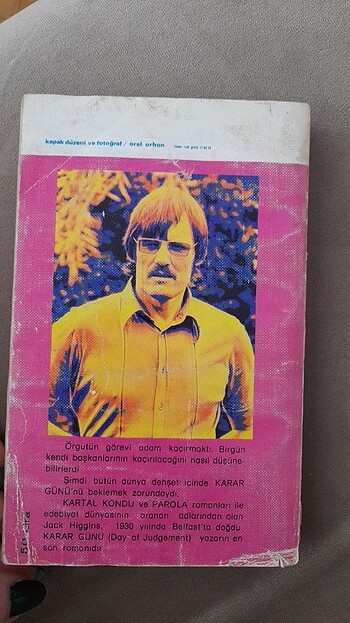 kapak düzeni ve fotoğraf / oral orhon
Örgütün görevi adam kaçırmaktı. Birgün
kendi başkanlarının kaçırılacağını nasıl düşüne-
bilirlerdi
Şimdi bütün dünya dehşet içinde KARAR
GÜNÜ'nü beklemek zorundaydı.
KARTAL KONDU ve PAROLA romanları ile
edebiyat dünyasının aranan adlarından olan
Jack Higgins, 1930 yılında Belfast'ta doğdu.
KARAR GÜNÜ (Day of Judgement) yazarın en
son romanıdır
50 lira